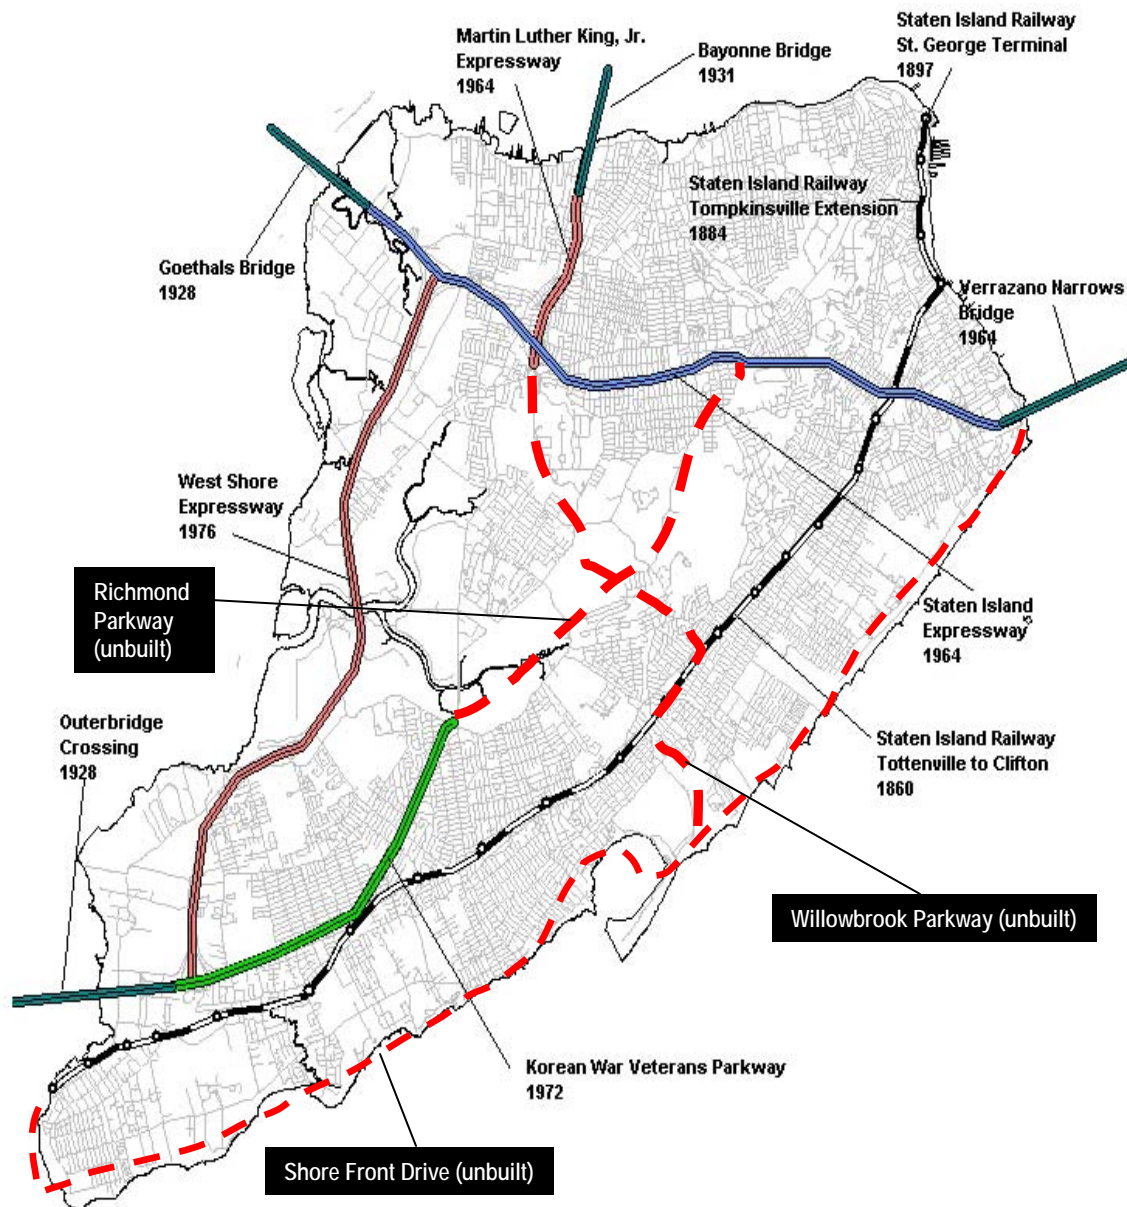 Staten Island Railway
St. George Terminal
1897
Martin Luther King, Jr.
Expressway
1964
Bayonne Bridge
1931
Staten Island Railway
Tompkinsville Extension
1884
Goethals Bridge
1928
Verrazano Narrows
Bridge
1964
West Shore
Expressway
1976
Richmond
Parkway
(unbuilt)
Staten Island
Expressway
1964
Outerbridge
Crossing
1928
Staten Island Railway
Tottenville to Clifton
1860
Willowbrook Parkway (unbuilt)
Korean War Veterans Parkway
1972
Shore Front Drive (unbuilt)